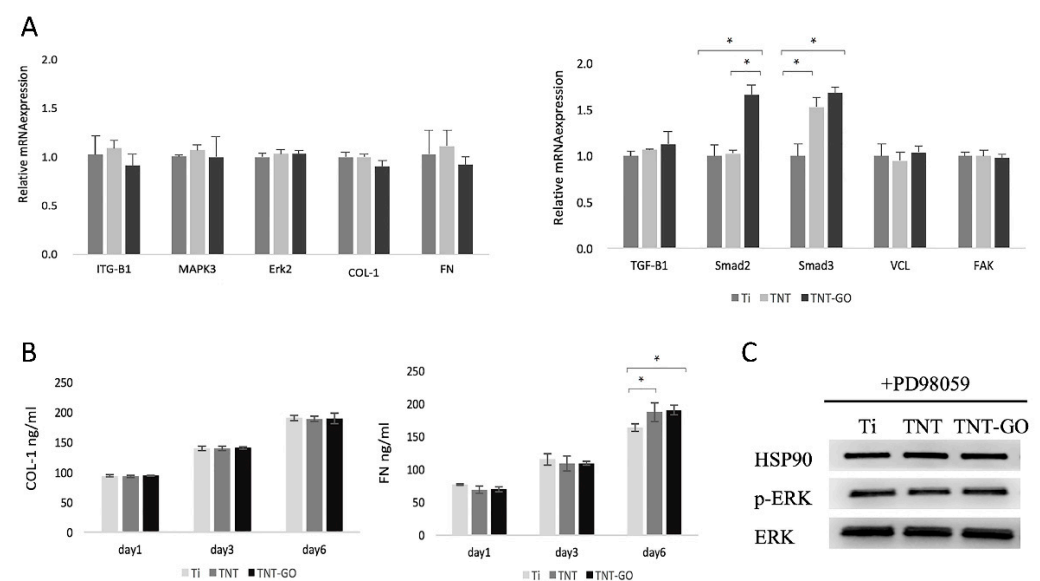 A
Relative mRNAexpression
2.0
1.5
1.0
0.5
0.0
ITG-B1 MAPK3 Erk2 COL-1 FN
Relative mRNAexpression
2.0
1.5
1.0
0.5
0.0
* * * *
TGF-B1 Smad2 Smad3 VCL FAK
Ti TNT TNT-GO
B
COL-1 ng/ml
250
200
150
100
50
0
day1 day3 day6
Ti TNT TNT-GO
FN ng/ml
250
200
150
100
50
0
* *
day1 day3 day6
Ti TNT TNT-GO
C
+PD98059
Ti TNT TNT-GO
HSP90
p-ERK
ERK